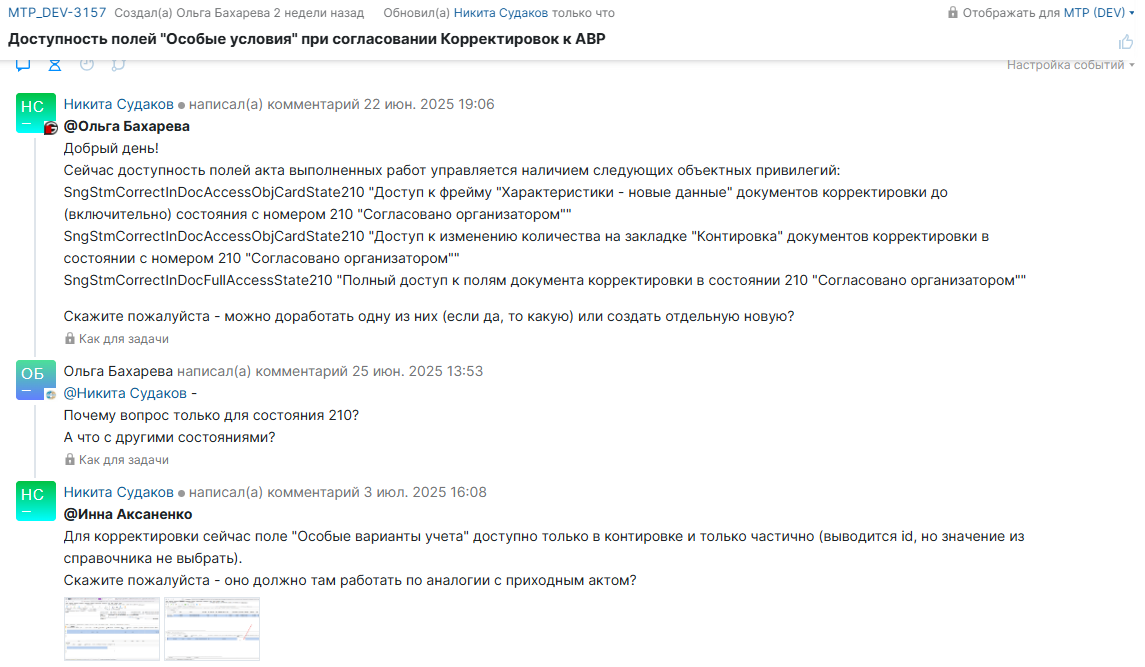 MTP_DEV-3157 Создал(а) Ольга Бахарева 2 недели назад Обновил(а) Никита Судаков только что Отображать для MTP (DEV)
Доступность полей "Особые условия" при согласовании Корректировок к АВР
Настройка событий
НС
Никита Судаков написал(а) комментарий 22 июн. 2025 19:06
@Ольга Бахарева
Добрый день!
Сейчас доступность полей акта выполненных работ управляется наличием следующих объектных привилегий:
SngStmCorrectInDocAccessObjCardState210 "Доступ к фрейму "Характеристики - новые данные" документов корректировки до
(включительно) состояния с номером 210 "Согласовано организатором""
SngStmCorrectInDocAccessObjCardState210 "Доступ к изменению количества на закладке "Контировка" документов корректировки в
состоянии с номером 210 "Согласовано организатором""
SngStmCorrectInDocFullAccessState210 "Полный доступ к полям документа корректировки в состоянии 210 "Согласовано организатором""
Скажите пожалуйста - можно доработать одну из них (если да, то какую) или создать отдельную новую?
Как для задачи
ОБ
Ольга Бахарева написал(а) комментарий 25 июн. 2025 13:53
@Никита Судаков -
Почему вопрос только для состояния 210?
А что с другими состояниями?
Как для задачи
НС
Никита Судаков написал(а) комментарий 3 июл. 2025 16:08
@Инна Аксаненко
Для корректировки сейчас поле "Особые варианты учета" доступно только в контировке и только частично (выводится id, но значение из
справочника не выбрать).
Скажите пожалуйста - оно должно там работать по аналогии с приходным актом?